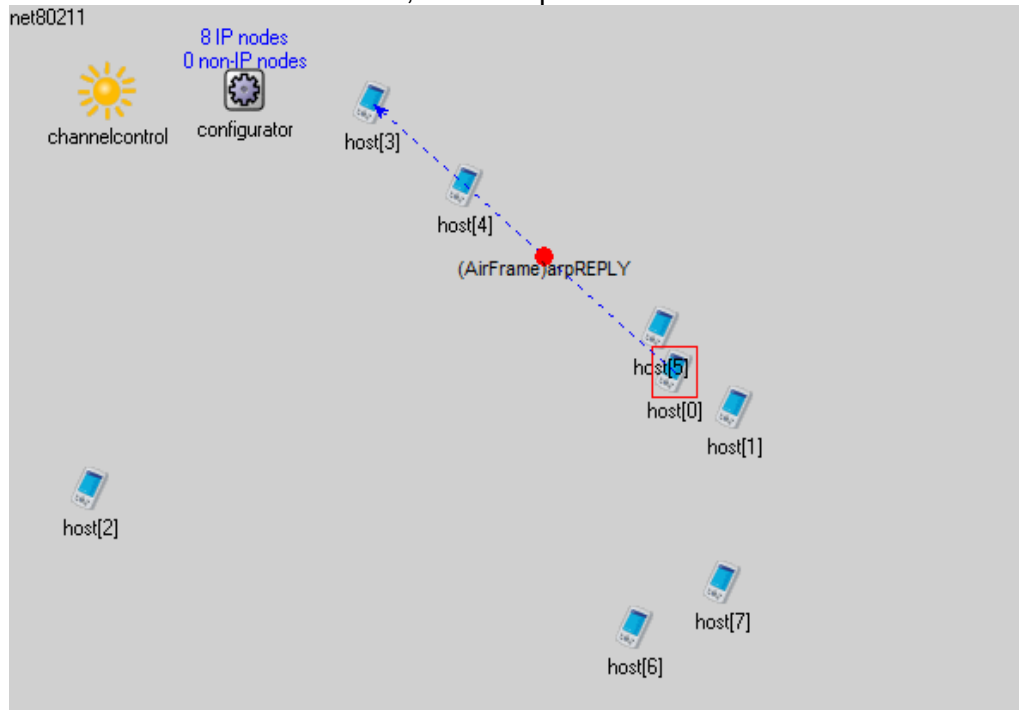 net80211
8 IP nodes
0 non-IP nodes
channelcontrol
configurator
host[3]
host[4]
(AirFrame)arpREPLY
host[5]
host[0]
host[1]
host[2]
host[7]
host[6]